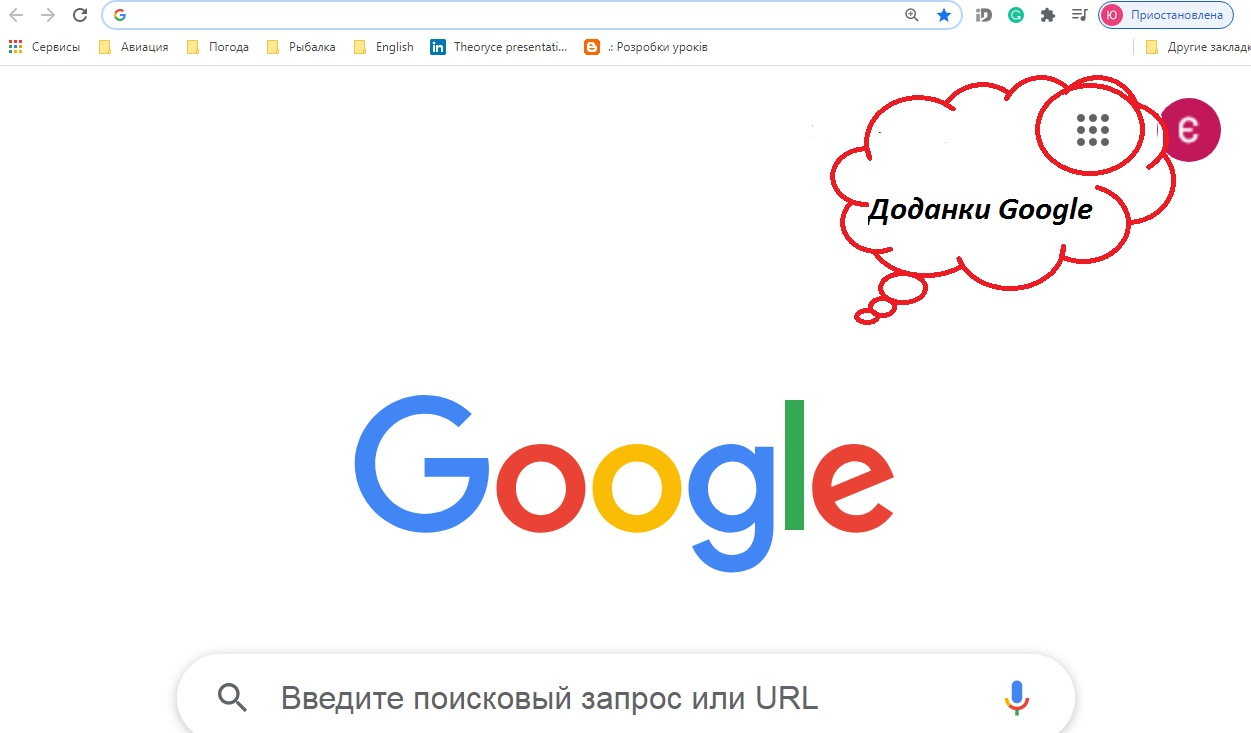 Ю Приостановлена
Сервисы Авиация Погода Рыбалка English Theoryce presentati... .: Розробки уроків Другие заклад
Є
Доданки Google
Google
Введите поисковый запрос или URL